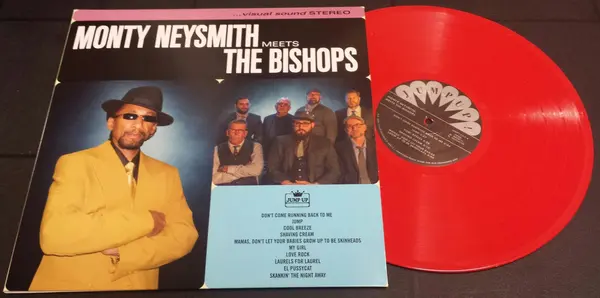 ...visual sound STEREO
MONTY NEYSMITH MEETS
THE BISHOPS
JUMP UP
DON'T COME RUNNING BACK TO ME
JUMP
COOL BREEZE
SHAVING CREAM
MAMAS, DON'T LET YOUR BABIES GROW UP TO BE SKINHEADS
MY GIRL
LOVE ROCK
LAURELS FOR LAUREL
EL PUSSYCAT
SKANKIN' THE NIGHT AWAY